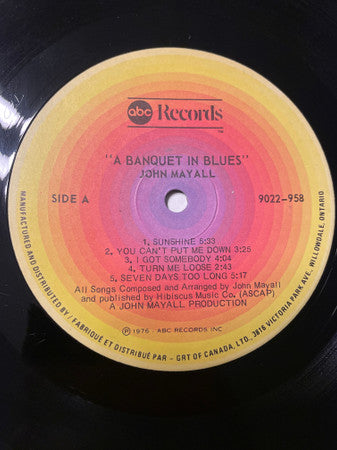 abc Records
"A BANQUET IN BLUES"
JOHN MAYALL
SIDE A
9022-958
1. SUNSHINE 5:33
2. YOU CAN'T PUT ME DOWN 3:25
3. I GOT SOMEBODY 4:04
4. TURN ME LOOSE 2:43
5. SEVEN DAYS TOO LONG 5:17
All Songs Composed and Arranged by John Mayall
and published by Hibiscus Music Co. (ASCAP)
A JOHN MAYALL PRODUCTION
℗ 1976 ABC RECORDS INC
MANUFACTURED AND DISTRIBUTED BY / FABRIQUÉ ET DISTRIBUÉ PAR - GRT OF CANADA, LTD., 3816 VICTORIA PARK AVE, WILLOWDALE, ONTARIO